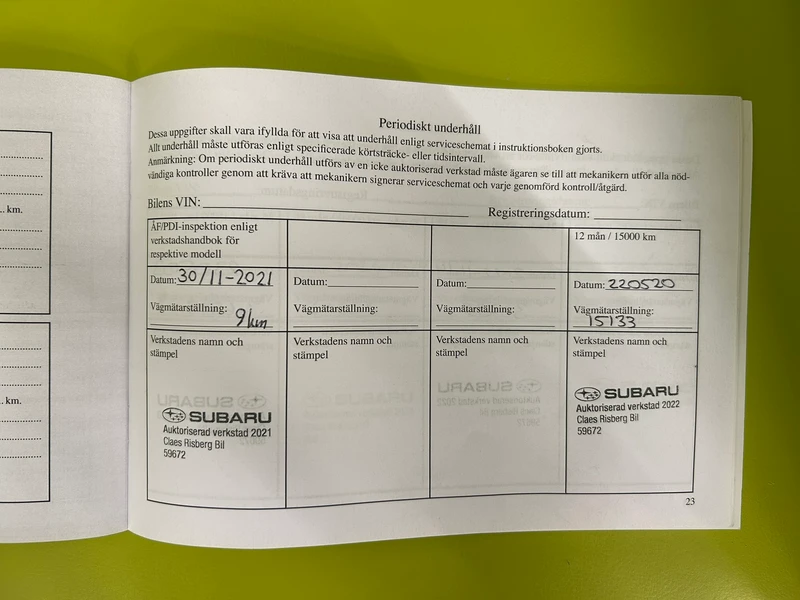 .. km.
.. km.
Periodiskt underhåll
Dessa uppgifter skall vara ifyllda för att visa att underhåll enligt serviceschemat i instruktionsboken gjorts.
Allt underhåll måste utföras enligt specificerade körtsträcke- eller tidsintervall.
Anmärkning: Om periodiskt underhåll utförs av en icke auktoriserad verkstad måste ägaren se till att mekanikern utför alla nöd-
vändiga kontroller genom att kräva att mekanikern signerar serviceschemat och varje genomförd kontroll/åtgärd.
Bilens VIN:
Registreringsdatum:
ÅF/PDI-inspektion enligt
verkstadshandbok för
respektive modell
12 mån / 15000 km
Datum: 30/11-2021
Datum:
Datum:
Datum: 220520
Vägmätarställning:
9 km
Vägmätarställning:
Vägmätarställning:
Vägmätarställning:
15133
Verkstadens namn och
stämpel
Verkstadens namn och
stämpel
Verkstadens namn och
stämpel
Verkstadens namn och
stämpel
SUBARU
Auktoriserad verkstad 2021
Claes Risberg Bil
59672
SUBARU
Auktoriserad verkstad 2022
Claes Risberg Bil
59672
23